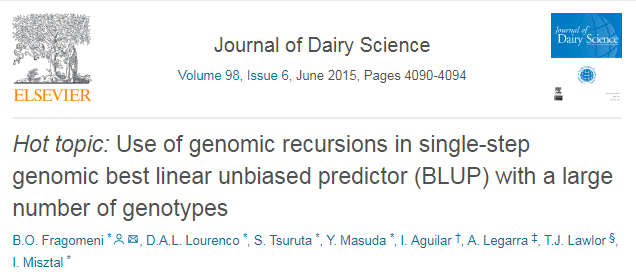 Journal of Dairy Science
Volume 98, Issue 6, June 2015, Pages 4090-4094
ELSEVIER
Journal of
Dairy Science
Hot topic: Use of genomic recursions in single-step
genomic best linear unbiased predictor (BLUP) with a large
number of genotypes
B.O. Fragomeni *, D.A.L. Lourenco *, S. Tsuruta *, Y. Masuda *, I. Aguilar †, A. Legarra ‡, T.J. Lawlor §,
I. Misztal *